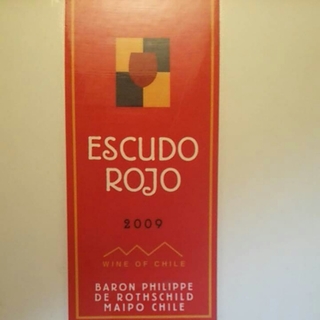 ESCUDO
ROJO
2009
WINE OF CHILE
BARON PHILIPPE
DE ROTHSCHILD
MAIPO CHILE